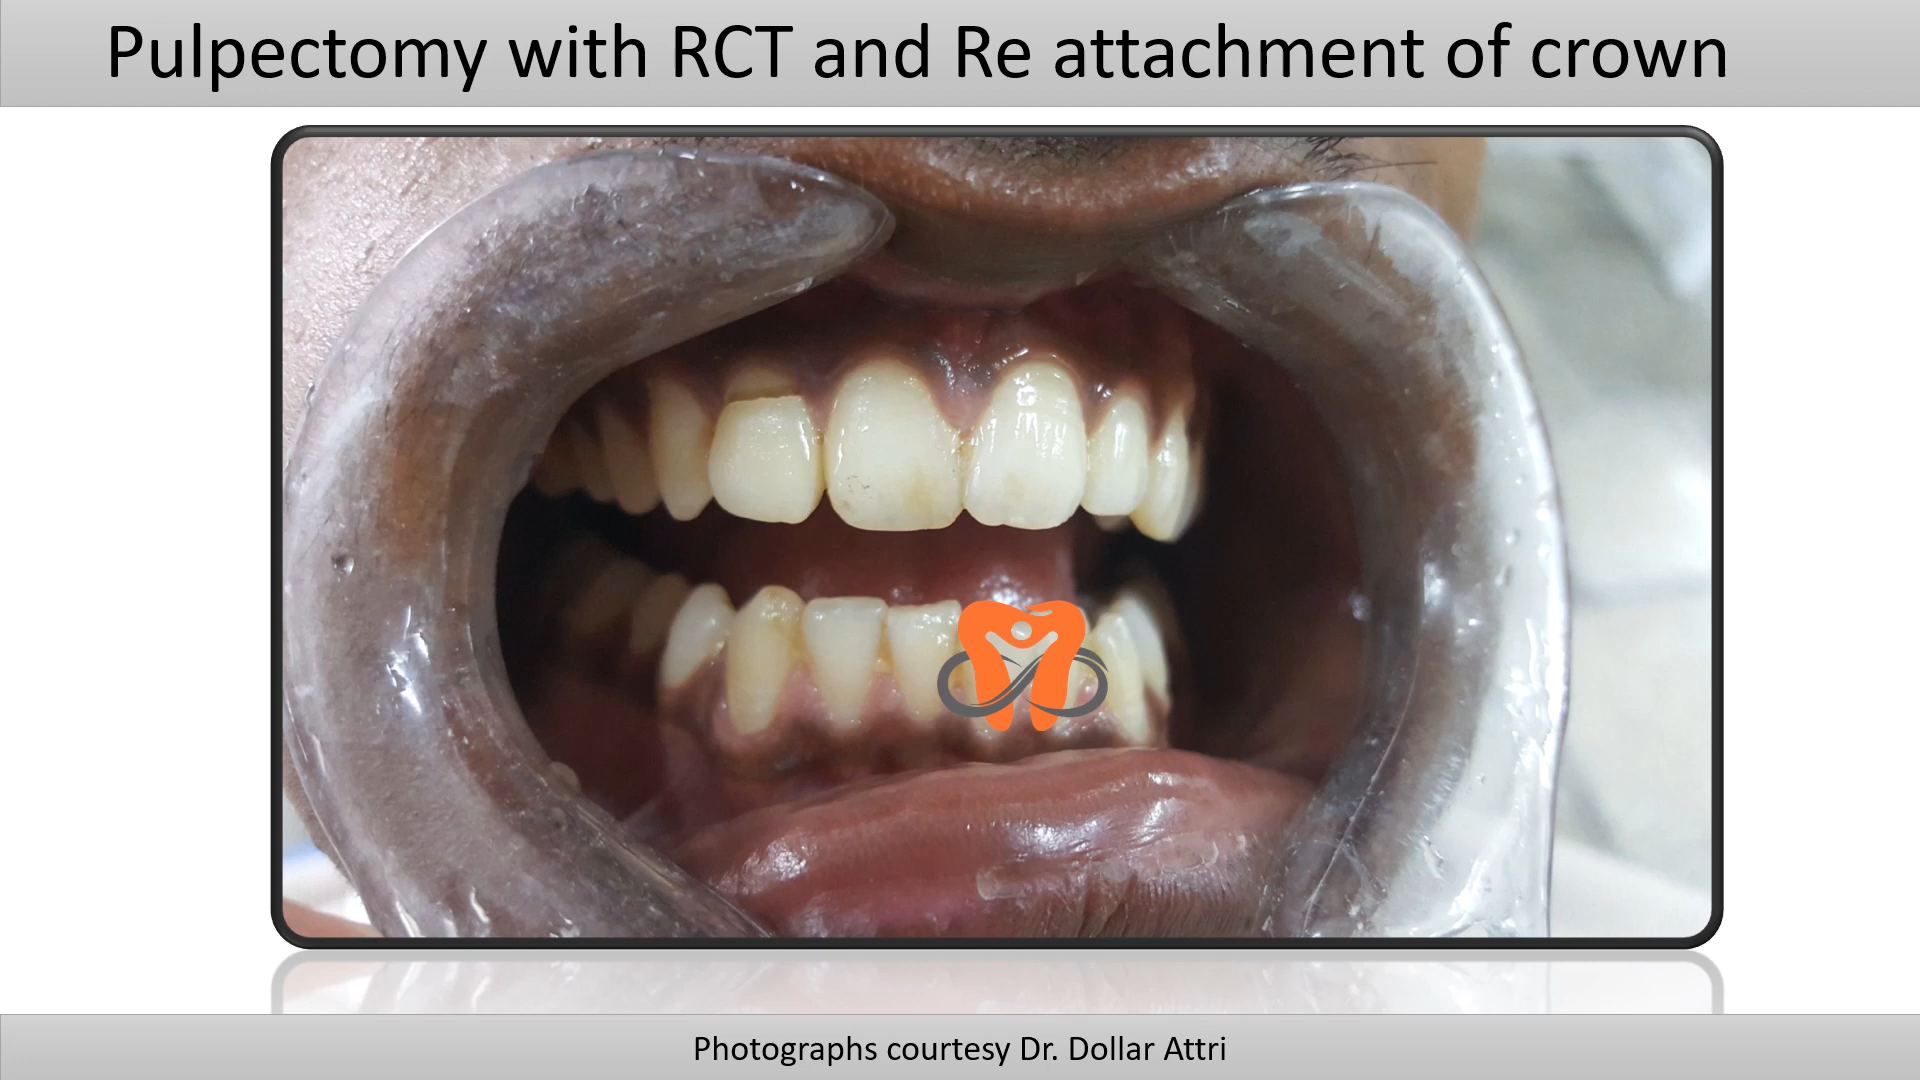 Pulpectomy with RCT and Re attachment of crown
Photographs courtesy Dr. Dollar Attri